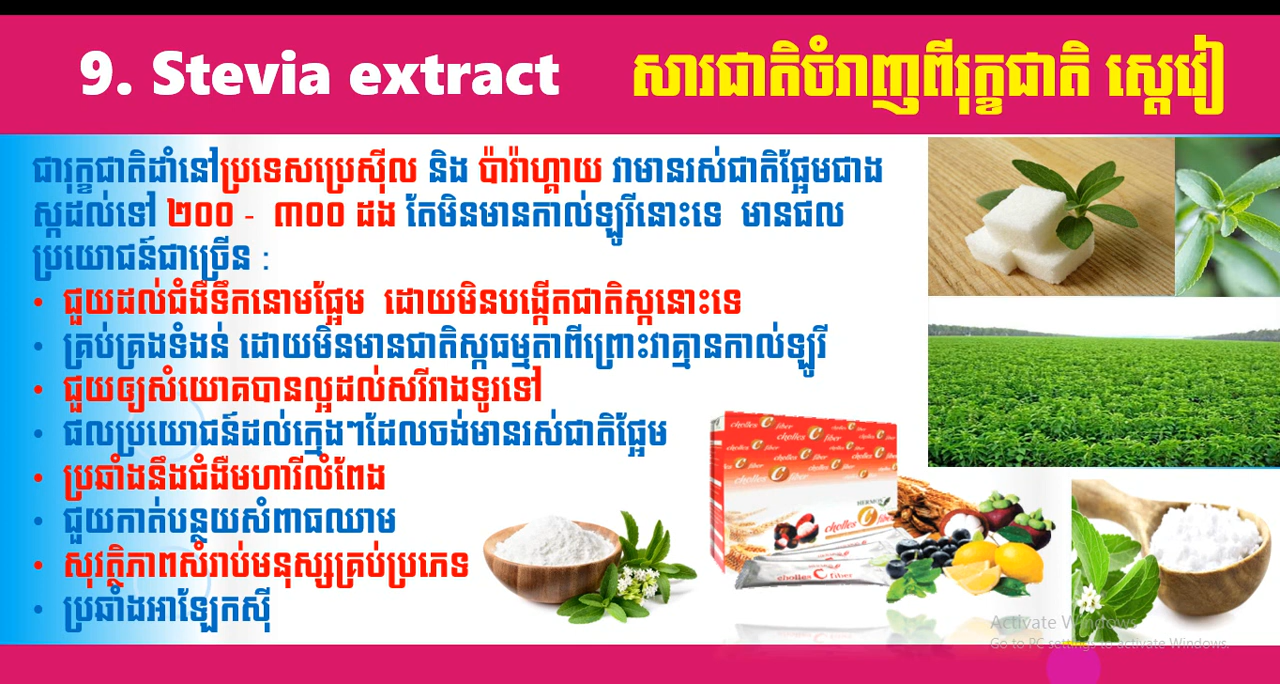 9. Stevia extract សារជាតិចំរាញពីរុក្ខជាតិ ស្តេវៀ
ជារុក្ខជាតិដាំនៅប្រទេសប្រេស៊ីល និង ប៉ារ៉ាហ្គាយ វាមានរស់ជាតិផ្អែមជាង
ស្ករដល់ទៅ ២០០ - ៣០០ ដង តែមិនមានកាល់ឡូរីនោះទេ មានផល
ប្រយោជន៍ជាច្រើន :
• ជួយដល់ជំងឺទឹកនោមផ្អែម ដោយមិនបង្កើតជាតិស្កនោះទេ
• គ្រប់គ្រងទំងន់ ដោយមិនមានជាតិស្កធម្មតាពីព្រោះវាគ្មានកាល់ឡូរី
• ជួយឲ្យសំយោគបានល្អដល់សរីរាង្គទូរទៅ
• ផលប្រយោជន៍ដល់ក្មេងៗដែលចង់មានរស់ជាតិផ្អែម
• ប្រឆាំងនឹងជំងឺមហារីលំពែង
• ជួយកាត់បន្ថយសំពាធឈាម
• សុវត្ថិភាពសំរាប់មនុស្សគ្រប់ប្រភេទ
• ប្រឆាំងអាឡែកស៊ី
cholles C fiber
HERMON
cholles C fiber
cholles C fiber
Activate Windows
Go to PC settings to activate Windows.